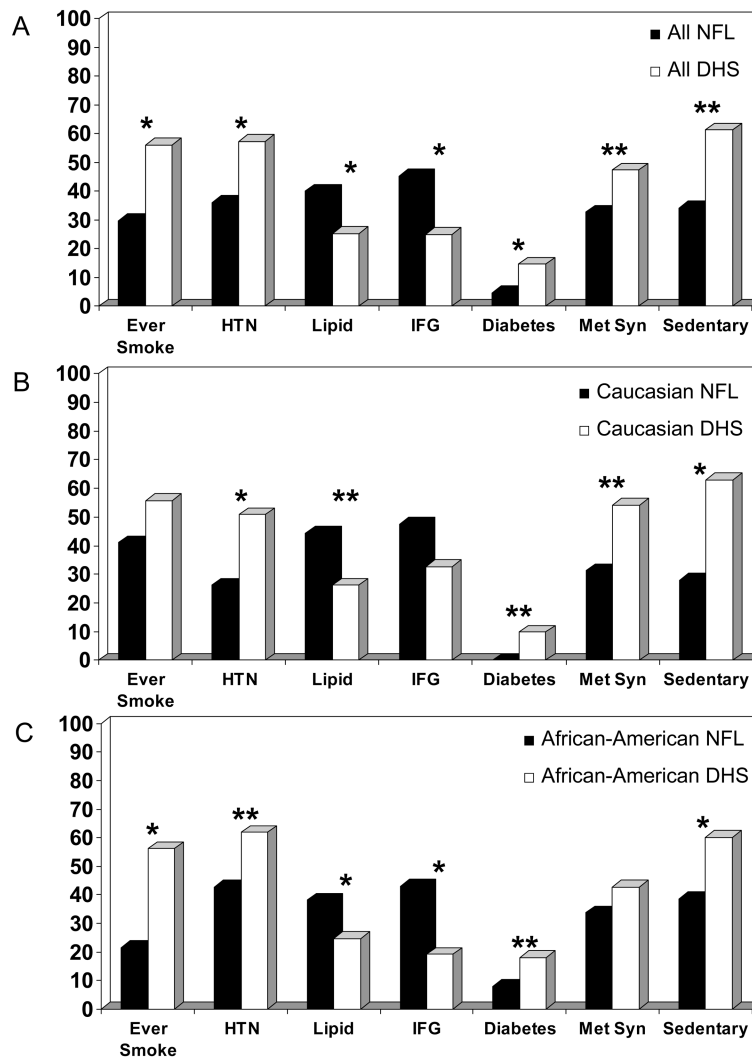 A
100
90
80
70
60
50
40
30
20
10
0
All NFL
All DHS
* * * * * ** **
Ever Smoke HTN Lipid IFG Diabetes Met Syn Sedentary
B
100
90
80
70
60
50
40
30
20
10
0
Caucasian NFL
Caucasian DHS
* ** ** ** *
Ever Smoke HTN Lipid IFG Diabetes Met Syn Sedentary
C
100
90
80
70
60
50
40
30
20
10
0
African-American NFL
African-American DHS
* ** * * ** *
Ever Smoke HTN Lipid IFG Diabetes Met Syn Sedentary